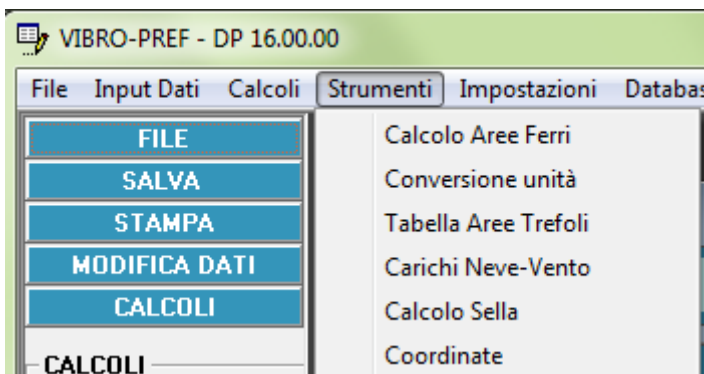 VIBRO-PREF - DP 16.00.00
File Input Dati Calcoli Strumenti Impostazioni Databas
FILE
SALVA
STAMPA
MODIFICA DATI
CALCOLI
CALCOLI
Calcolo Aree Ferri
Conversione unità
Tabella Aree Trefoli
Carichi Neve-Vento
Calcolo Sella
Coordinate